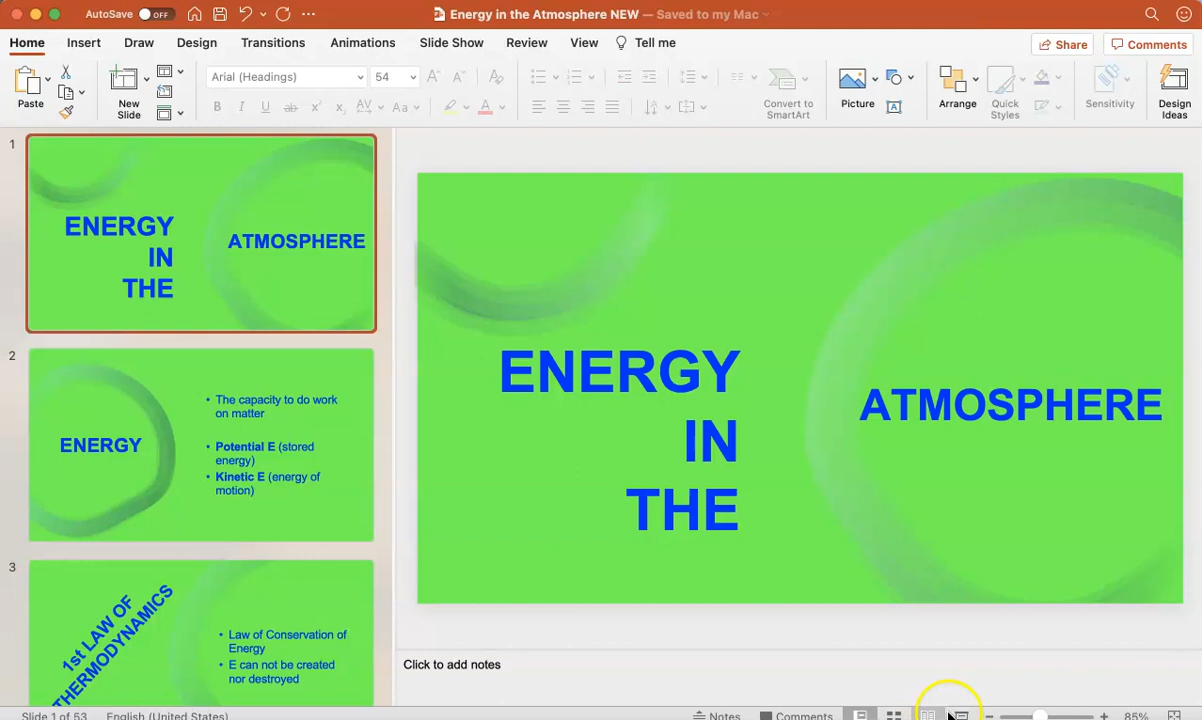 AutoSave OFF
Energy in the Atmosphere NEW — Saved to my Mac
Home Insert Draw Design Transitions Animations Slide Show Review View Tell me
Share Comments
Paste
New
Slide
Arial (Headings) 54
B I U ab x² x₂ AV Aa A
Convert to
SmartArt
Picture
Arrange
Quick
Styles
Sensitivity
Design
Ideas
1
ENERGY
IN
THE
ATMOSPHERE
2
ENERGY
• The capacity to do work
on matter
• Potential E (stored
energy)
• Kinetic E (energy of
motion)
3
1st LAW OF
THERMODYNAMICS
• Law of Conservation of
Energy
• E can not be created
nor destroyed
ENERGY
IN
THE
ATMOSPHERE
Click to add notes
Slide 1 of 53 English (United States)
Notes Comments 85%